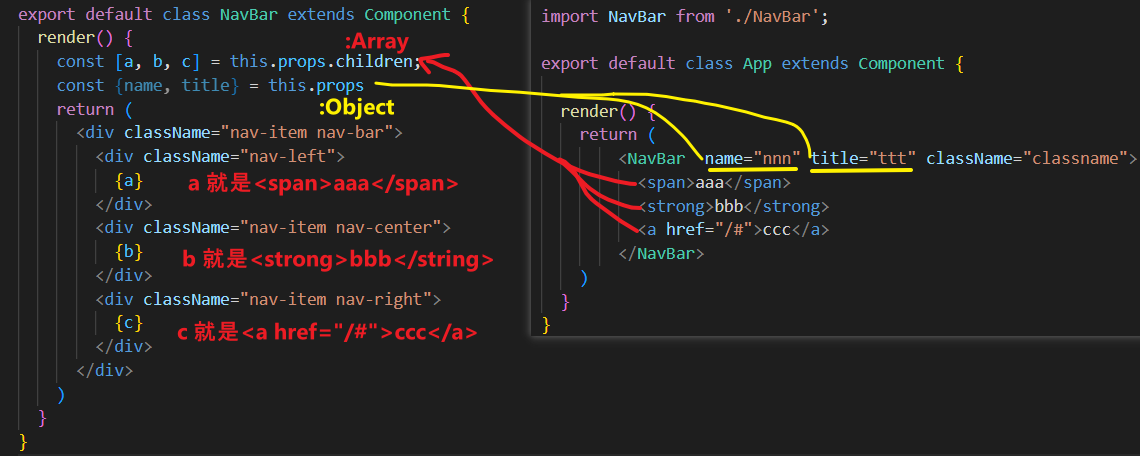 export default class NavBar extends Component {
render() {
:Array
const [a, b, c] = this.props.children;
const {name, title} = this.props
:Object
return (
<div className="nav-item nav-bar">
<div className="nav-left">
{a}
a 就是<span>aaa</span>
</div>
<div className="nav-item nav-center">
{b}
b 就是<strong>bbb</string>
</div>
<div className="nav-item nav-right">
{c}
c 就是<a href="/#">ccc</a>
</div>
</div>
)
}
}
import NavBar from './NavBar';
export default class App extends Component {
render() {
return (
<NavBar name="nnn" title="ttt" className="classname">
<span>aaa</span>
<strong>bbb</strong>
<a href="/#">ccc</a>
</NavBar>
)
}
}